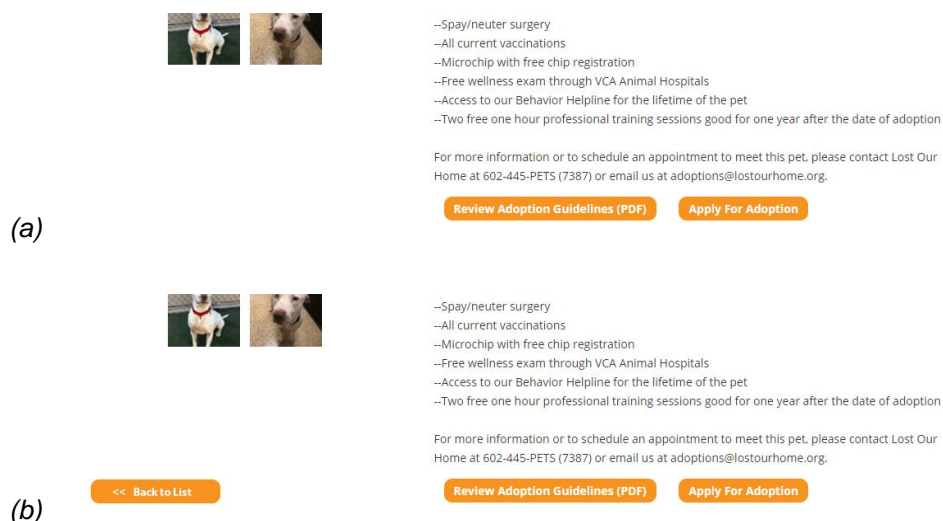 --Spay/neuter surgery
--All current vaccinations
--Microchip with free chip registration
--Free wellness exam through VCA Animal Hospitals
--Access to our Behavior Helpline for the lifetime of the pet
--Two free one hour professional training sessions good for one year after the date of adoption
For more information or to schedule an appointment to meet this pet, please contact Lost Our
Home at 602-445-PETS (7387) or email us at adoptions@lostourhome.org.
Review Adoption Guidelines (PDF) Apply For Adoption
(a)
--Spay/neuter surgery
--All current vaccinations
--Microchip with free chip registration
--Free wellness exam through VCA Animal Hospitals
--Access to our Behavior Helpline for the lifetime of the pet
--Two free one hour professional training sessions good for one year after the date of adoption
For more information or to schedule an appointment to meet this pet, please contact Lost Our
Home at 602-445-PETS (7387) or email us at adoptions@lostourhome.org.
<< Back to List Review Adoption Guidelines (PDF) Apply For Adoption
(b)